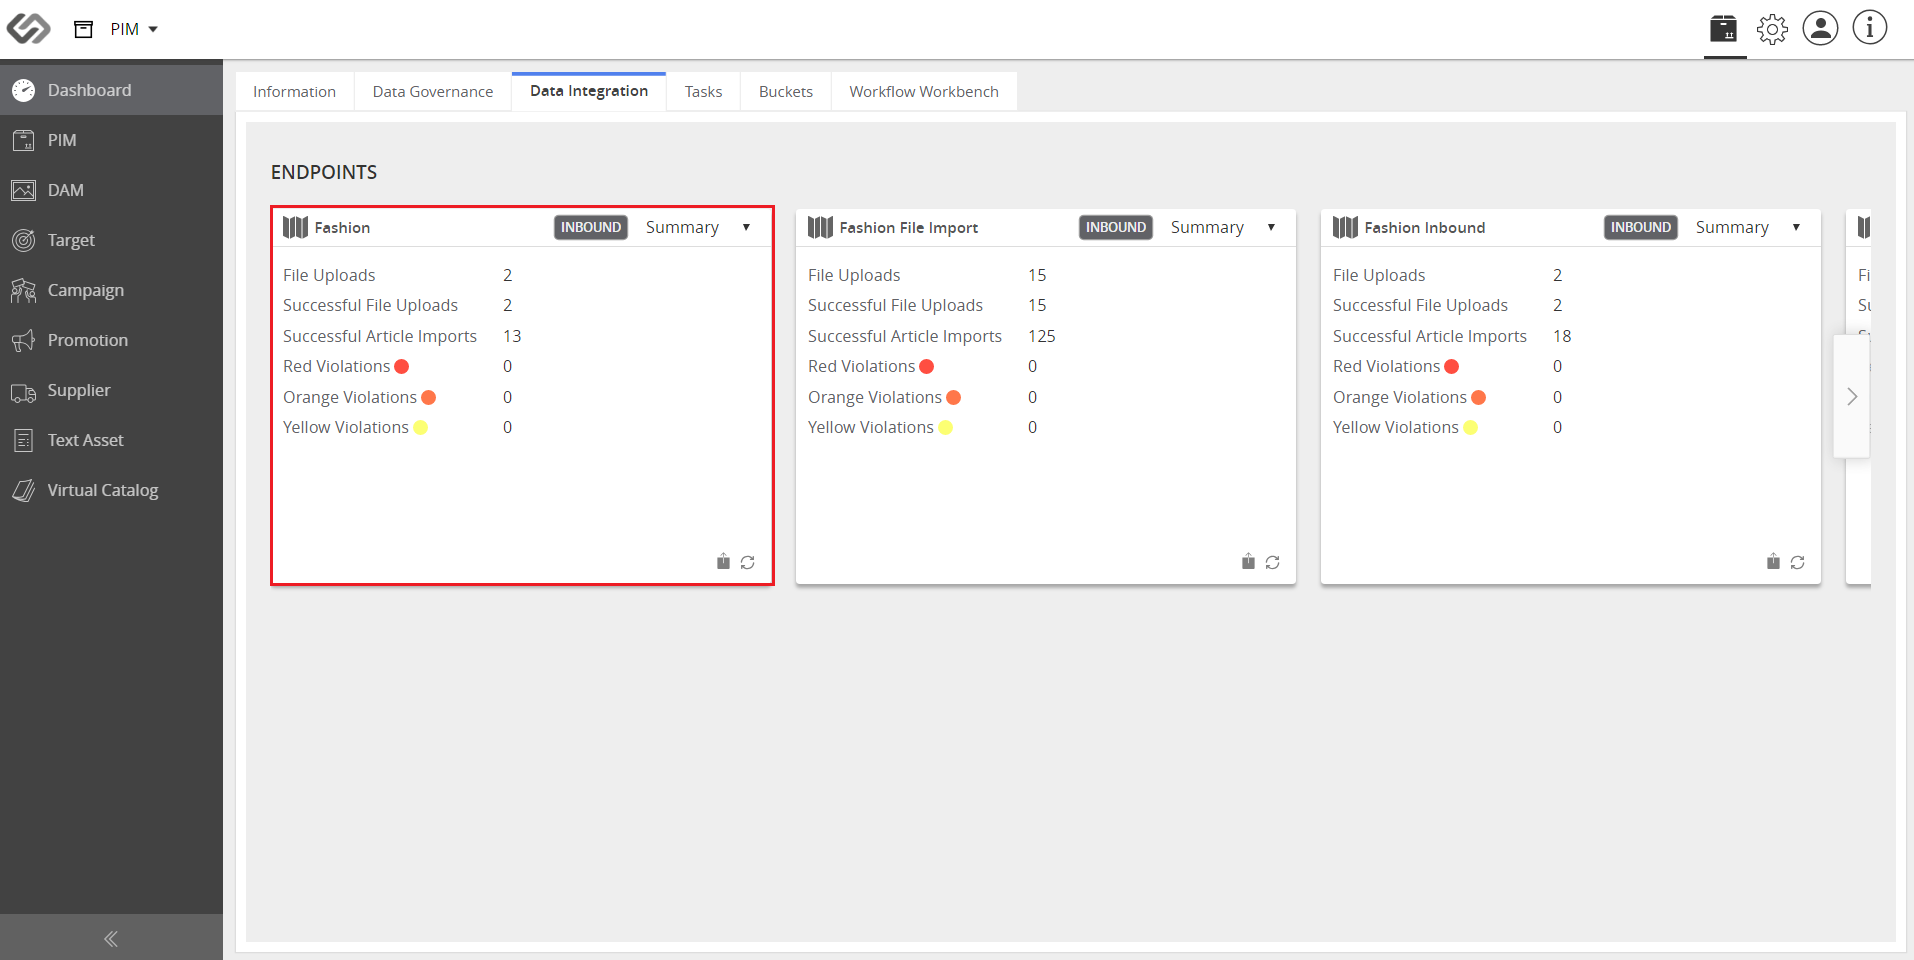 PIM
Dashboard
PIM
DAM
Target
Campaign
Promotion
Supplier
Text Asset
Virtual Catalog
Information
Data Governance
Data Integration
Tasks
Buckets
Workflow Workbench
ENDPOINTS
Fashion INBOUND Summary
File Uploads 2
Successful File Uploads 2
Successful Article Imports 13
Red Violations 0
Orange Violations 0
Yellow Violations 0
Fashion File Import INBOUND Summary
File Uploads 15
Successful File Uploads 15
Successful Article Imports 125
Red Violations 0
Orange Violations 0
Yellow Violations 0
Fashion Inbound INBOUND Summary
File Uploads 2
Successful File Uploads 2
Successful Article Imports 18
Red Violations 0
Orange Violations 0
Yellow Violations 0